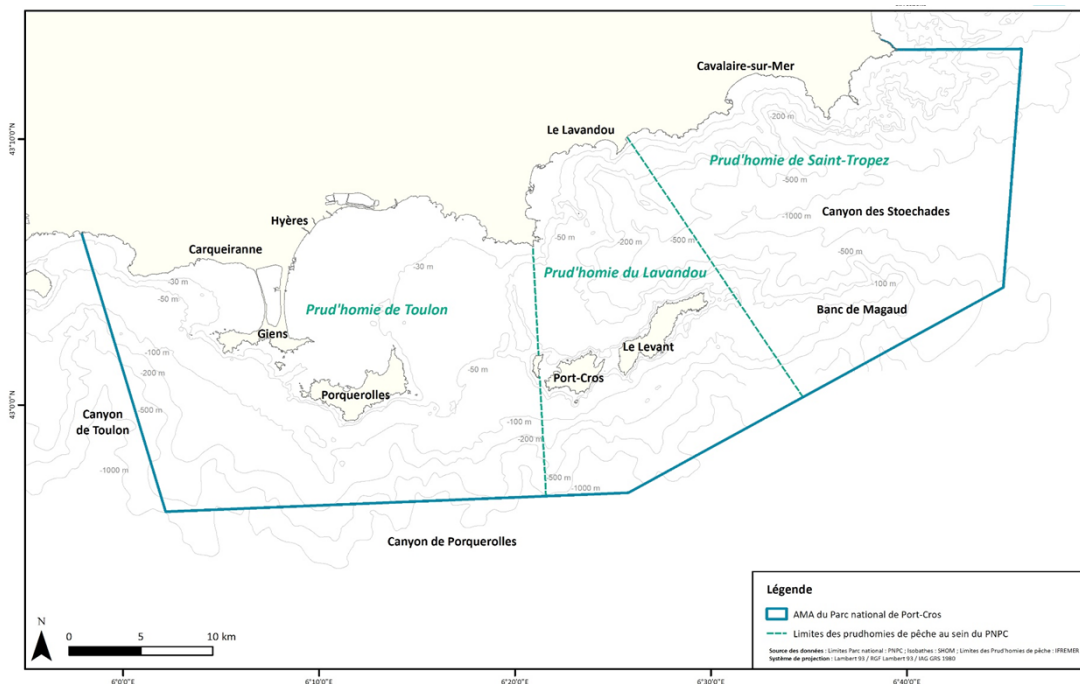 Cavalaire-sur-Mer
-200 m
43°10'0"N
Le Lavandou
Prud'homie de Saint-Tropez
-500 m
Canyon des Stoechades
-1000 m
Hyères
-50 m
-200 m
-500 m
Carqueiranne
-500 m
-30 m
Prud'homie du Lavandou
-30 m
100 m
-50 m
Prud'homie de Toulon
Banc de Magaud
Giens
Le Levant
-100 m
-200 m
-50 m
Port-Cros
Porquerolles
43°0'0"N
Canyon
de Toulon
-500 m
-100 m
-200 m
-1000 m
-500 m
-1000 m
Canyon de Porquerolles
Légende
AMA du Parc national de Port-Cros
Limites des prudhomies de pêche au sein du PNPC
Source des données : Limites Parc national : PNPC ; Isobathes : SHOM ; Limites des Prud'homies de pêche : IFREMER
Système de projection : Lambert 93 / RGF Lambert 93 / IAG GRS 1980
N
0 5 10 km
6°0'0"E 6°10'0"E 6°20'0"E 6°30'0"E 6°40'0"E